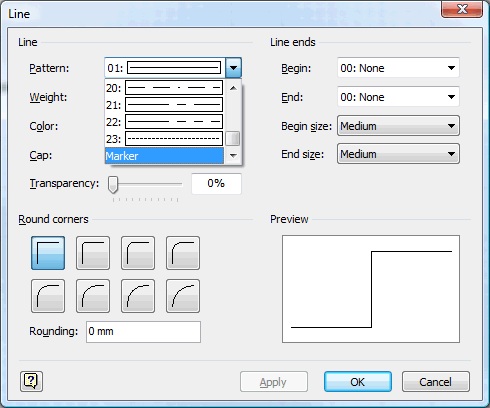 Line
Line
Pattern:
01:
20:
21:
22:
23:
Marker
Weight:
Color:
Cap:
Transparency:
0%
Line ends
Begin:
00: None
End:
00: None
Begin size:
Medium
End size:
Medium
Round corners
Rounding:
0 mm
Preview
Apply
OK
Cancel